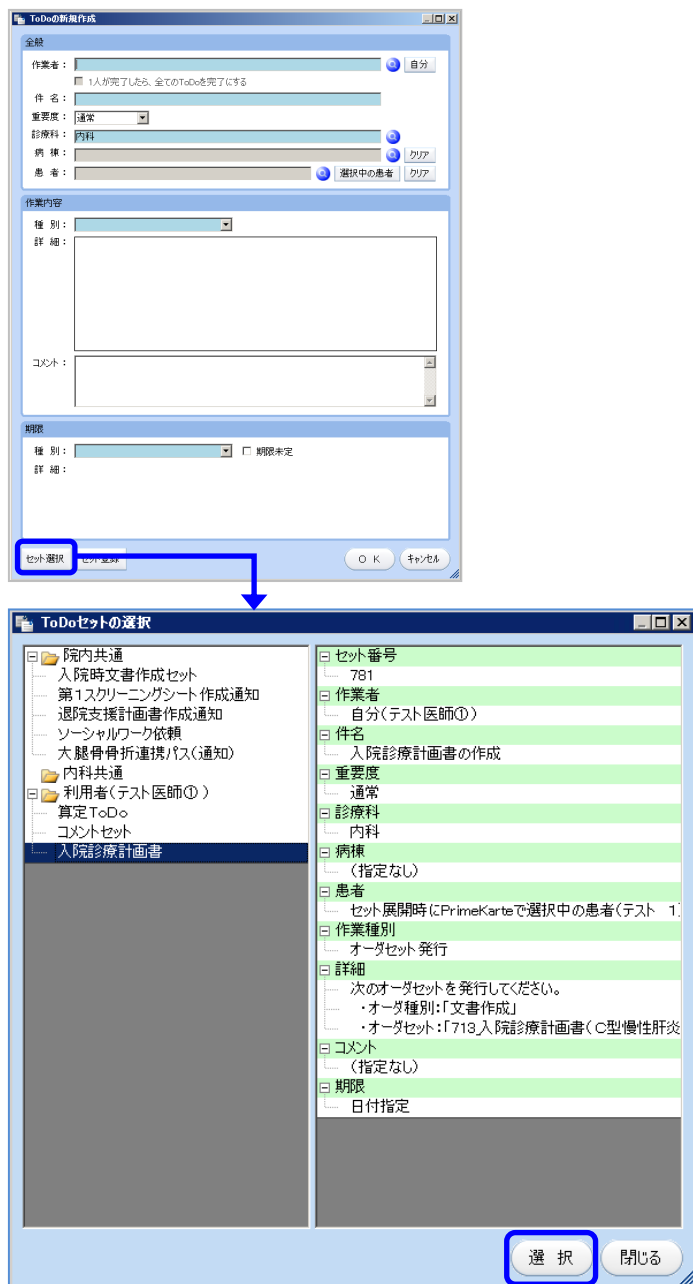 ToDoの新規作成
全般
作業者： 自分
1人が完了したら、全てのToDoを完了にする
件 名：
重要度： 通常
診療科： 内科
病 棟： クリア
患 者： 選択中の患者 クリア
作業内容
種 別：
詳 細：
コメント：
期限
種 別： 期限未定
詳 細：
セット選択 セット登録 ＯＫ キャンセル
ToDoセットの選択
院内共通
入院時文書作成セット
第1スクリーニングシート作成通知
退院支援計画書作成通知
ソーシャルワーク依頼
大腿骨骨折連携パス(通知)
内科共通
利用者(テスト医師①)
算定ToDo
コメントセット
入院診療計画書
セット番号
781
作業者
自分(テスト医師①)
件名
入院診療計画書の作成
重要度
通常
診療科
内科
病棟
(指定なし)
患者
セット展開時にPrimeKarteで選択中の患者(テスト　1
作業種別
オーダセット発行
詳細
次のオーダセットを発行してください。
・オーダ種別：「文書作成」
・オーダセット：「713_入院診療計画書(Ｃ型慢性肝炎
コメント
(指定なし)
期限
日付指定
選 択 閉じる